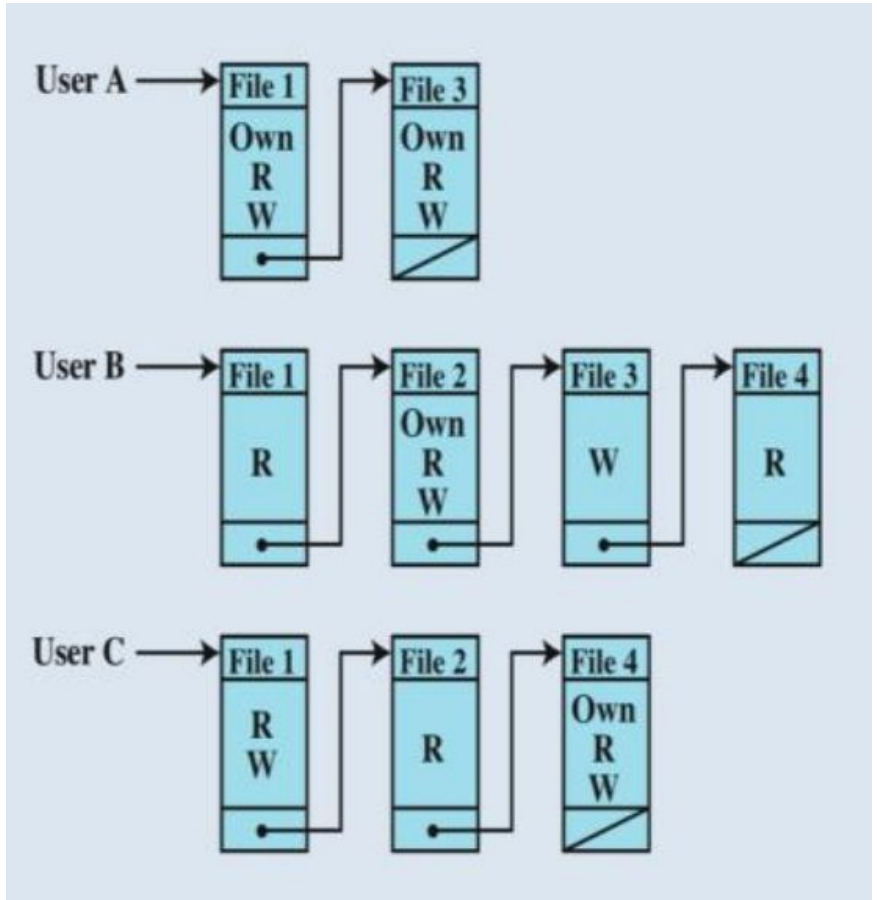 User A
File 1
Own
R
W
File 3
Own
R
W
User B
File 1
R
File 2
Own
R
W
File 3
W
File 4
R
User C
File 1
R
W
File 2
R
File 4
Own
R
W